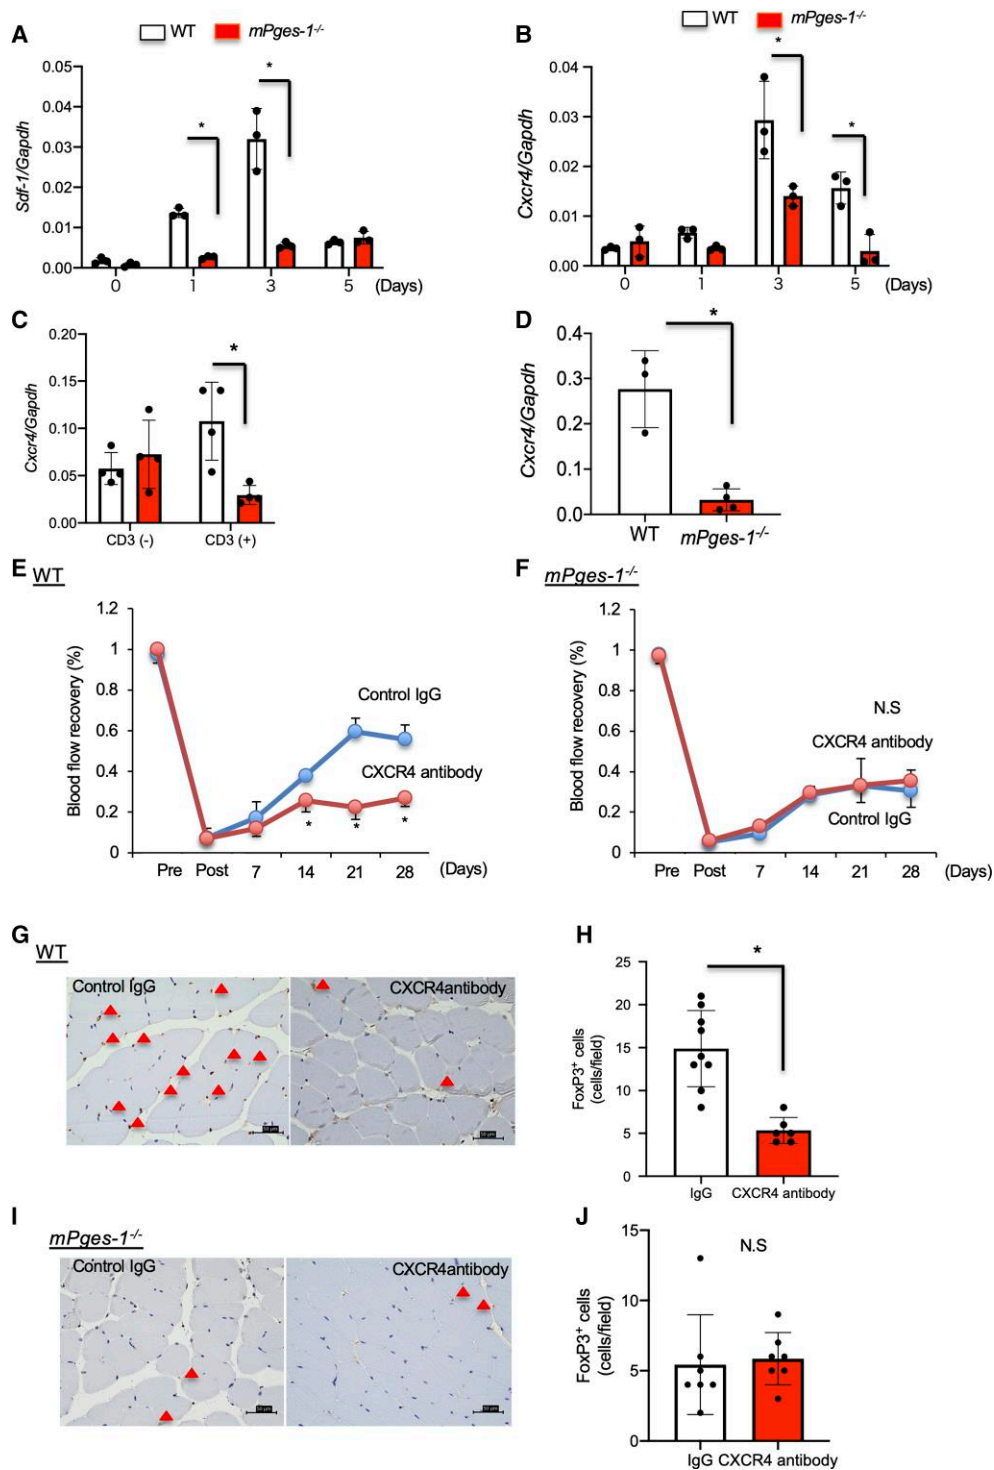 A
WT
mPges-1-/-
Sdf-1/Gapdh
0.05
0.04
0.03
0.02
0.01
0.00
*
*
0
1
3
5
(Days)
B
WT
mPges-1-/-
Cxcr4/Gapdh
0.04
0.03
0.02
0.01
0.00
*
*
0
1
3
5
(Days)
C
Cxcr4/Gapdh
0.20
0.15
0.10
0.05
0.00
*
CD3 (-)
CD3 (+)
D
Cxcr4/Gapdh
0.4
0.3
0.2
0.1
0.0
*
WT
mPges-1-/-
E
WT
Blood flow recovery (%)
1.2
1
0.8
0.6
0.4
0.2
0
Control IgG
CXCR4 antibody
* * *
Pre Post 7 14 21 28 (Days)
F
mPges-1-/-
Blood flow recovery (%)
1.2
1
0.8
0.6
0.4
0.2
0
N.S
CXCR4 antibody
Control IgG
Pre Post 7 14 21 28 (Days)
G
WT
Control IgG
CXCR4antibody
50 μm
50 μm
H
FoxP3+ cells
(cells/field)
25
20
15
10
5
0
*
IgG
CXCR4 antibody
I
mPges-1-/-
Control IgG
CXCR4antibody
50 μm
50 μm
J
FoxP3+ cells
(cells/field)
15
10
5
0
N.S
IgG
CXCR4 antibody